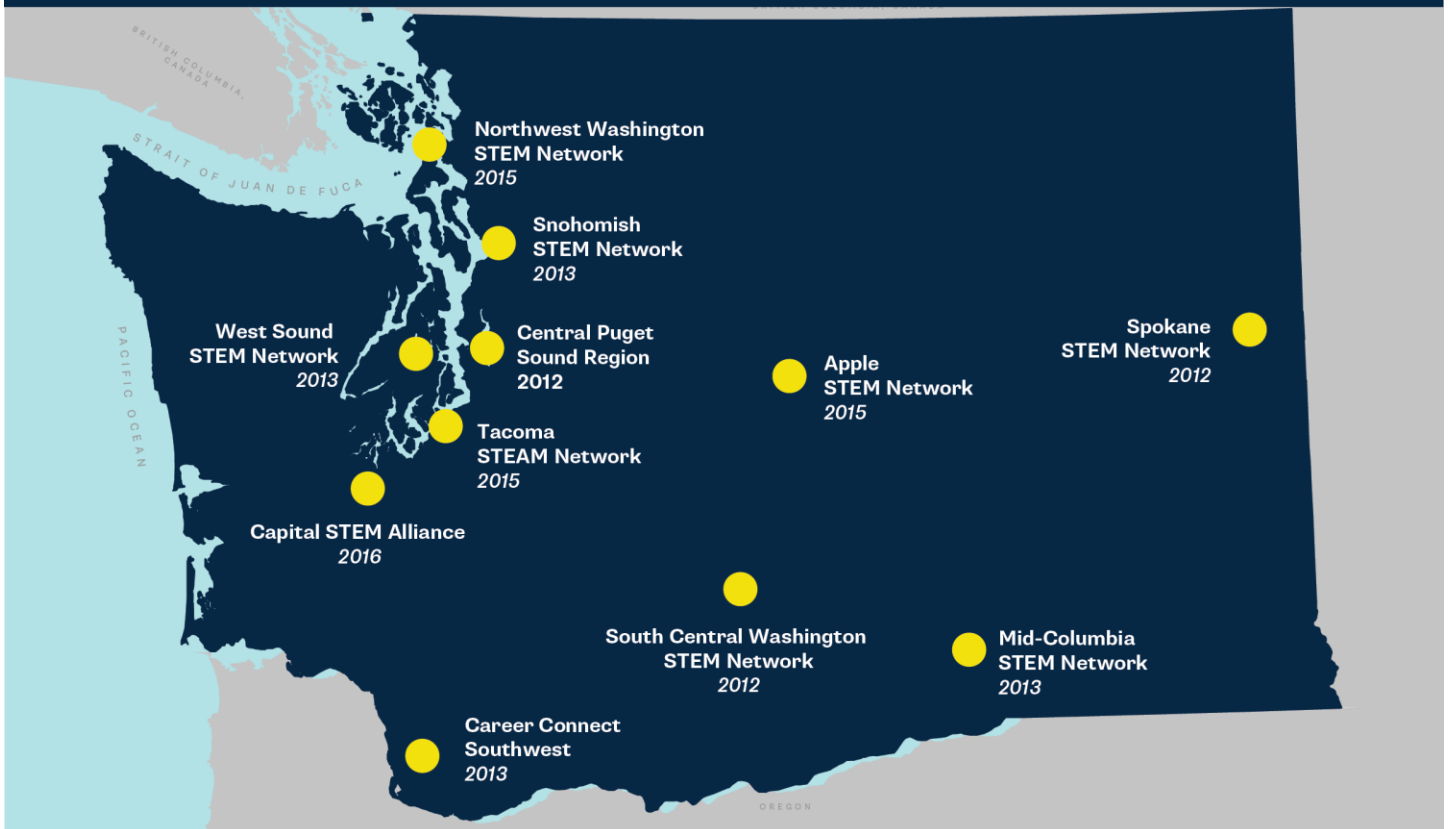 BRITISH COLUMBIA,
CANADA
STRAIT OF JUAN DE FUCA
PACIFIC OCEAN
Northwest Washington
STEM Network
2015
Snohomish
STEM Network
2013
West Sound
STEM Network
2013
Central Puget
Sound Region
2012
Apple
STEM Network
2015
Spokane
STEM Network
2012
Tacoma
STEAM Network
2015
Capital STEM Alliance
2016
South Central Washington
STEM Network
2012
Mid-Columbia
STEM Network
2013
Career Connect
Southwest
2013
OREGON